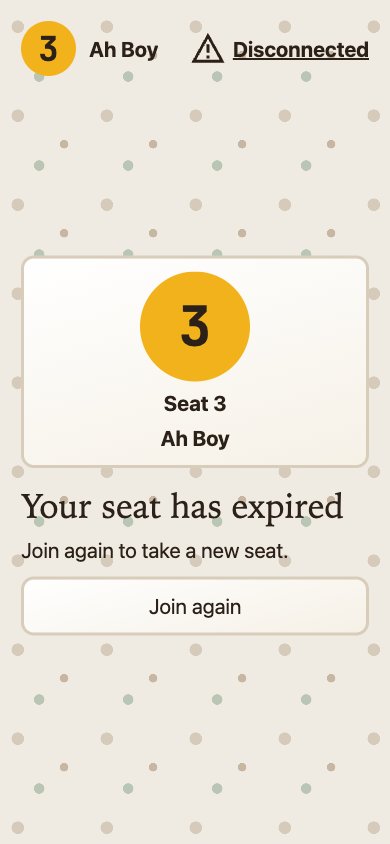 3 Ah Boy Disconnected
3
Seat 3
Ah Boy
Your seat has expired
Join again to take a new seat.
Join again